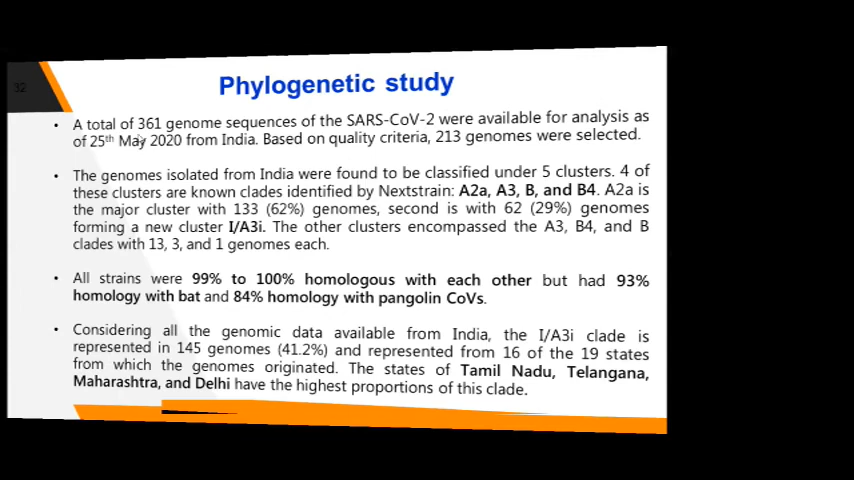 32
Phylogenetic study
• A total of 361 genome sequences of the SARS-CoV-2 were available for analysis as
of 25th May 2020 from India. Based on quality criteria, 213 genomes were selected.
• The genomes isolated from India were found to be classified under 5 clusters. 4 of
these clusters are known clades identified by Nextstrain: A2a, A3, B, and B4. A2a is
the major cluster with 133 (62%) genomes, second is with 62 (29%) genomes
forming a new cluster I/A3i. The other clusters encompassed the A3, B4, and B
clades with 13, 3, and 1 genomes each.
• All strains were 99% to 100% homologous with each other but had 93%
homology with bat and 84% homology with pangolin CoVs.
• Considering all the genomic data available from India, the I/A3i clade is
represented in 145 genomes (41.2%) and represented from 16 of the 19 states
from which the genomes originated. The states of Tamil Nadu, Telangana,
Maharashtra, and Delhi have the highest proportions of this clade.